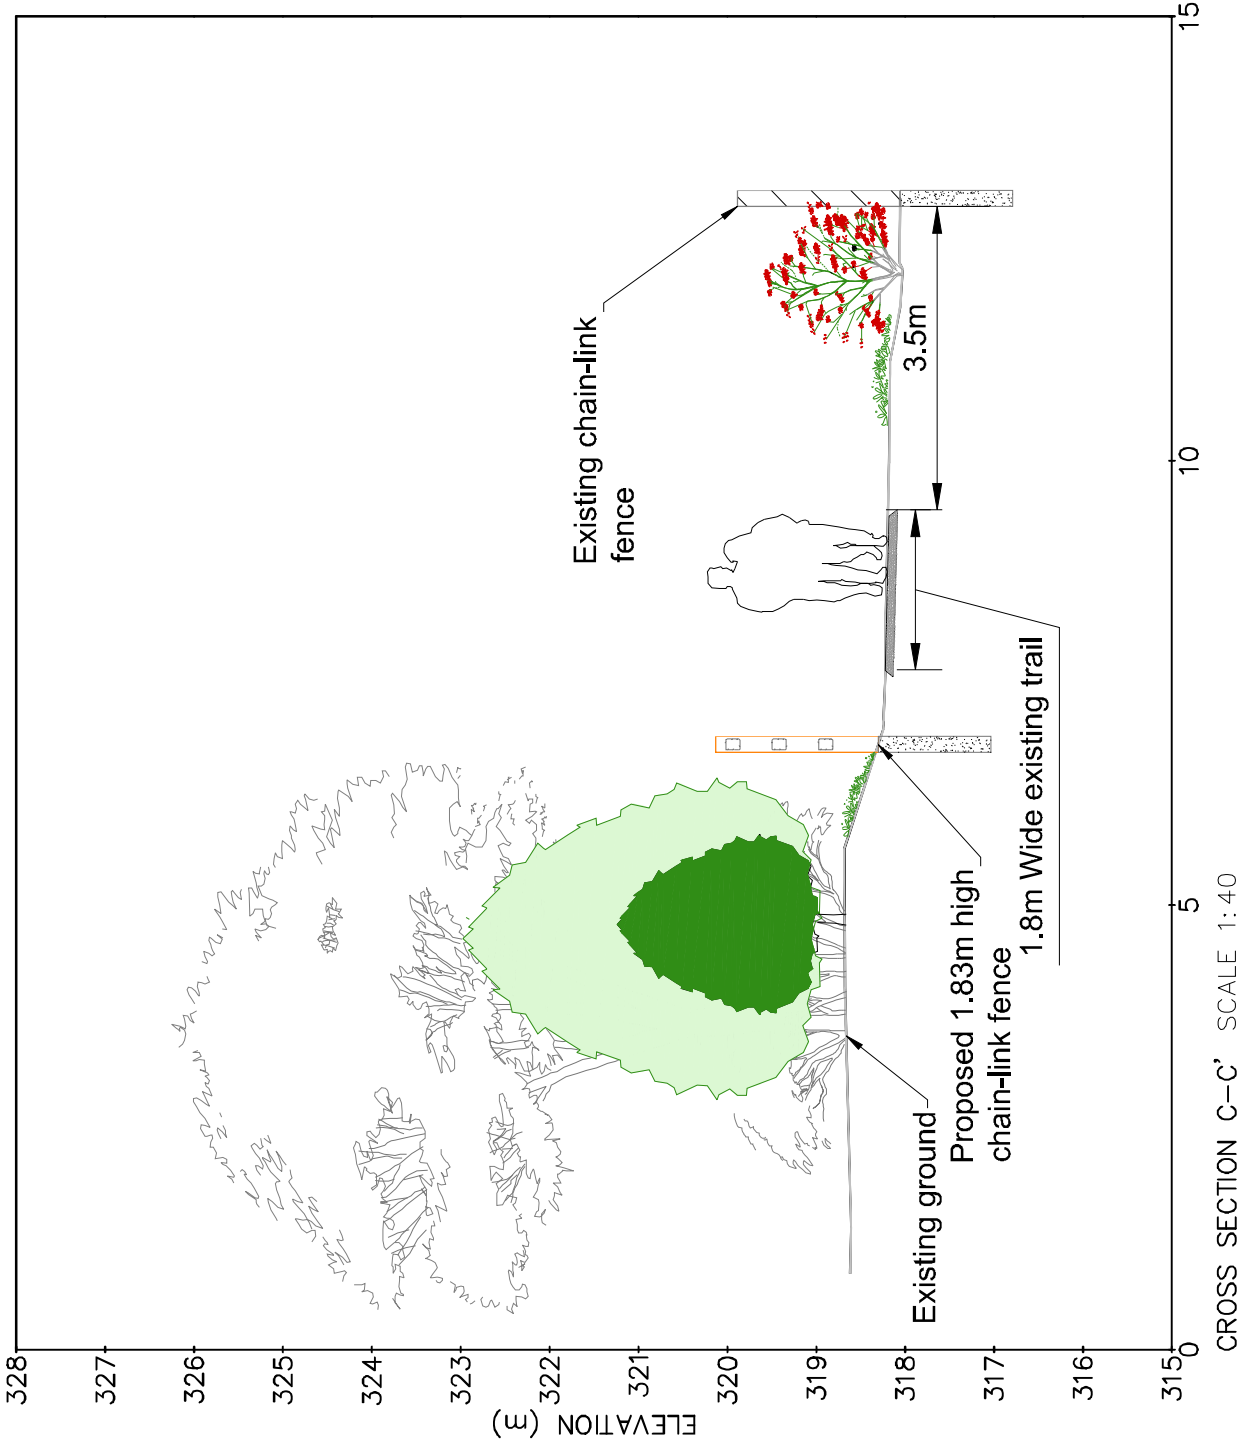 328
327
326
325
324
323
322
321
320
319
318
317
316
315
ELEVATION (m)
0
5
10
15
Existing chain-link
fence
3.5m
1.8m Wide existing trail
Proposed 1.83m high
chain-link fence
Existing ground
CROSS SECTION C-C' SCALE 1:40